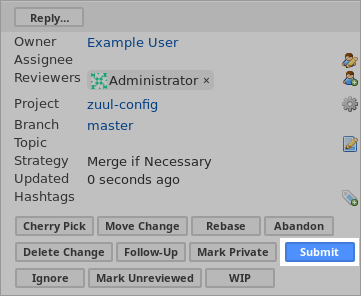 Reply...
Owner Example User
Assignee
Reviewers Administrator ×
Project zuul-config
Branch master
Topic
Strategy Merge if Necessary
Updated 0 seconds ago
Hashtags
Cherry Pick Move Change Rebase Abandon
Delete Change Follow-Up Mark Private Submit
Ignore Mark Unreviewed WIP